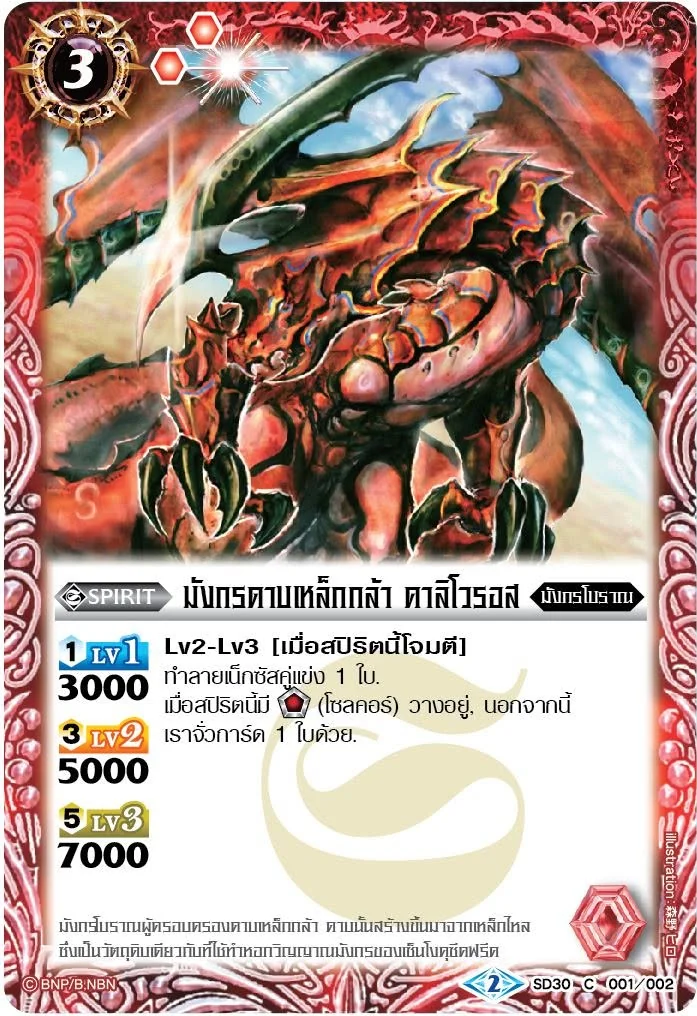 3
SPIRIT มังกรดาบเหล็กกล้า คาลิโวรอส มังกรโบราณ
1 LV1
3000
3 LV2
5000
5 LV3
7000
Lv2-Lv3 [เมื่อสปิริตนี้โจมตี]
ทำลายเน็กซัสคู่แข่ง 1 ใบ.
เมื่อสปิริตนี้มี (โซลคอร์) วางอยู่, นอกจากนี้
เราจั่วการ์ด 1 ใบด้วย.
มังกรโบราณผู้ครอบครองดาบเหล็กกล้า ดาบนั้นสร้างขึ้นมาจากเหล็กไหล
ซึ่งเป็นวัตถุดิบเดียวกับที่ใช้ทำหอกวิญญาณมังกรของเซ็นโงคุซีคฟรีด
illustration: 森野ヒロ
©BNP/B,NBN
2
SD30 C 001/002